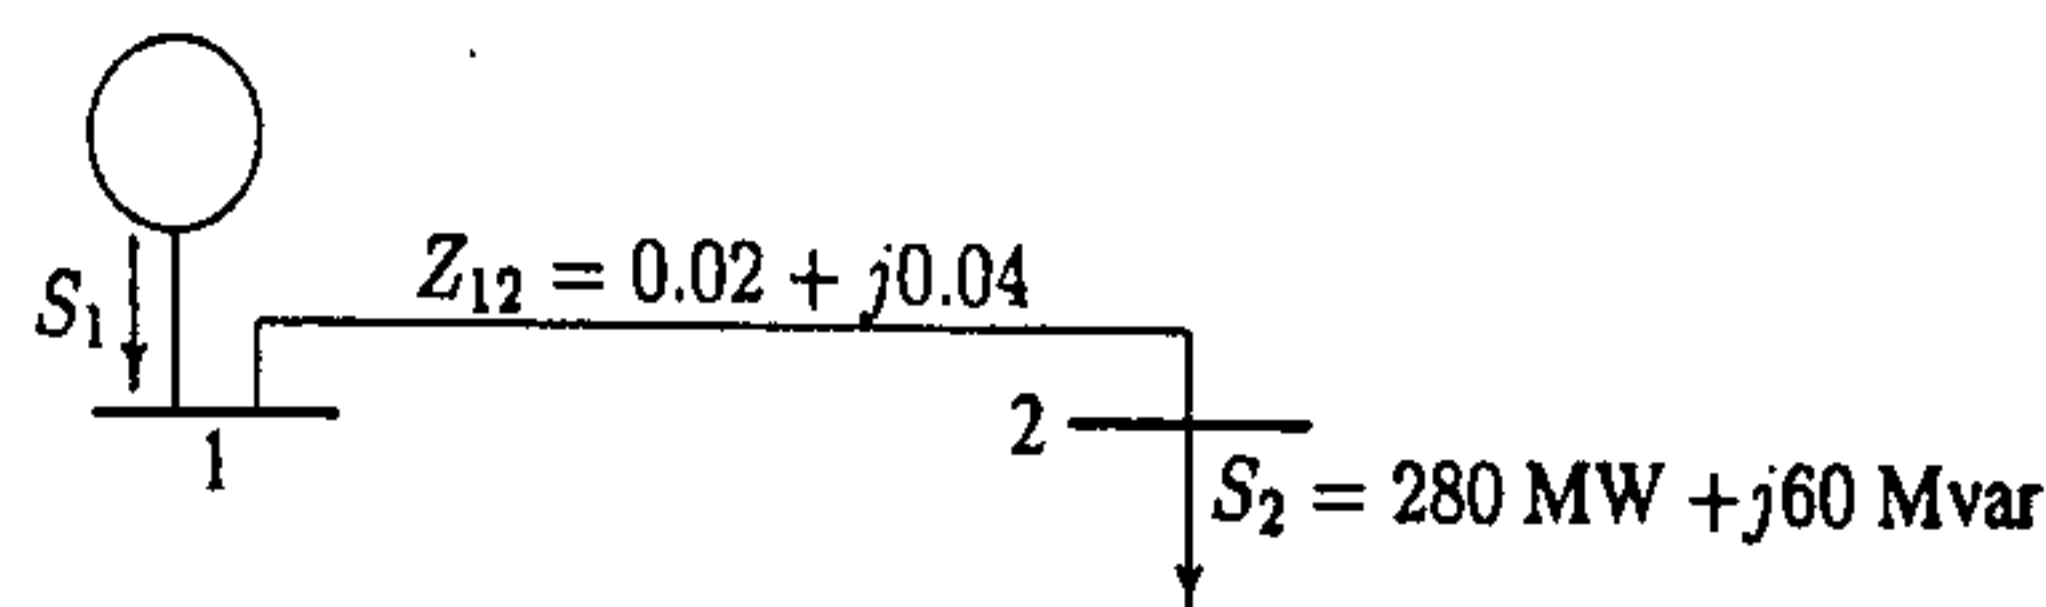 Z₁₂ = 0.02 + j0.04
S₁
1
2
S₂ = 280 MW +j60 Mvar